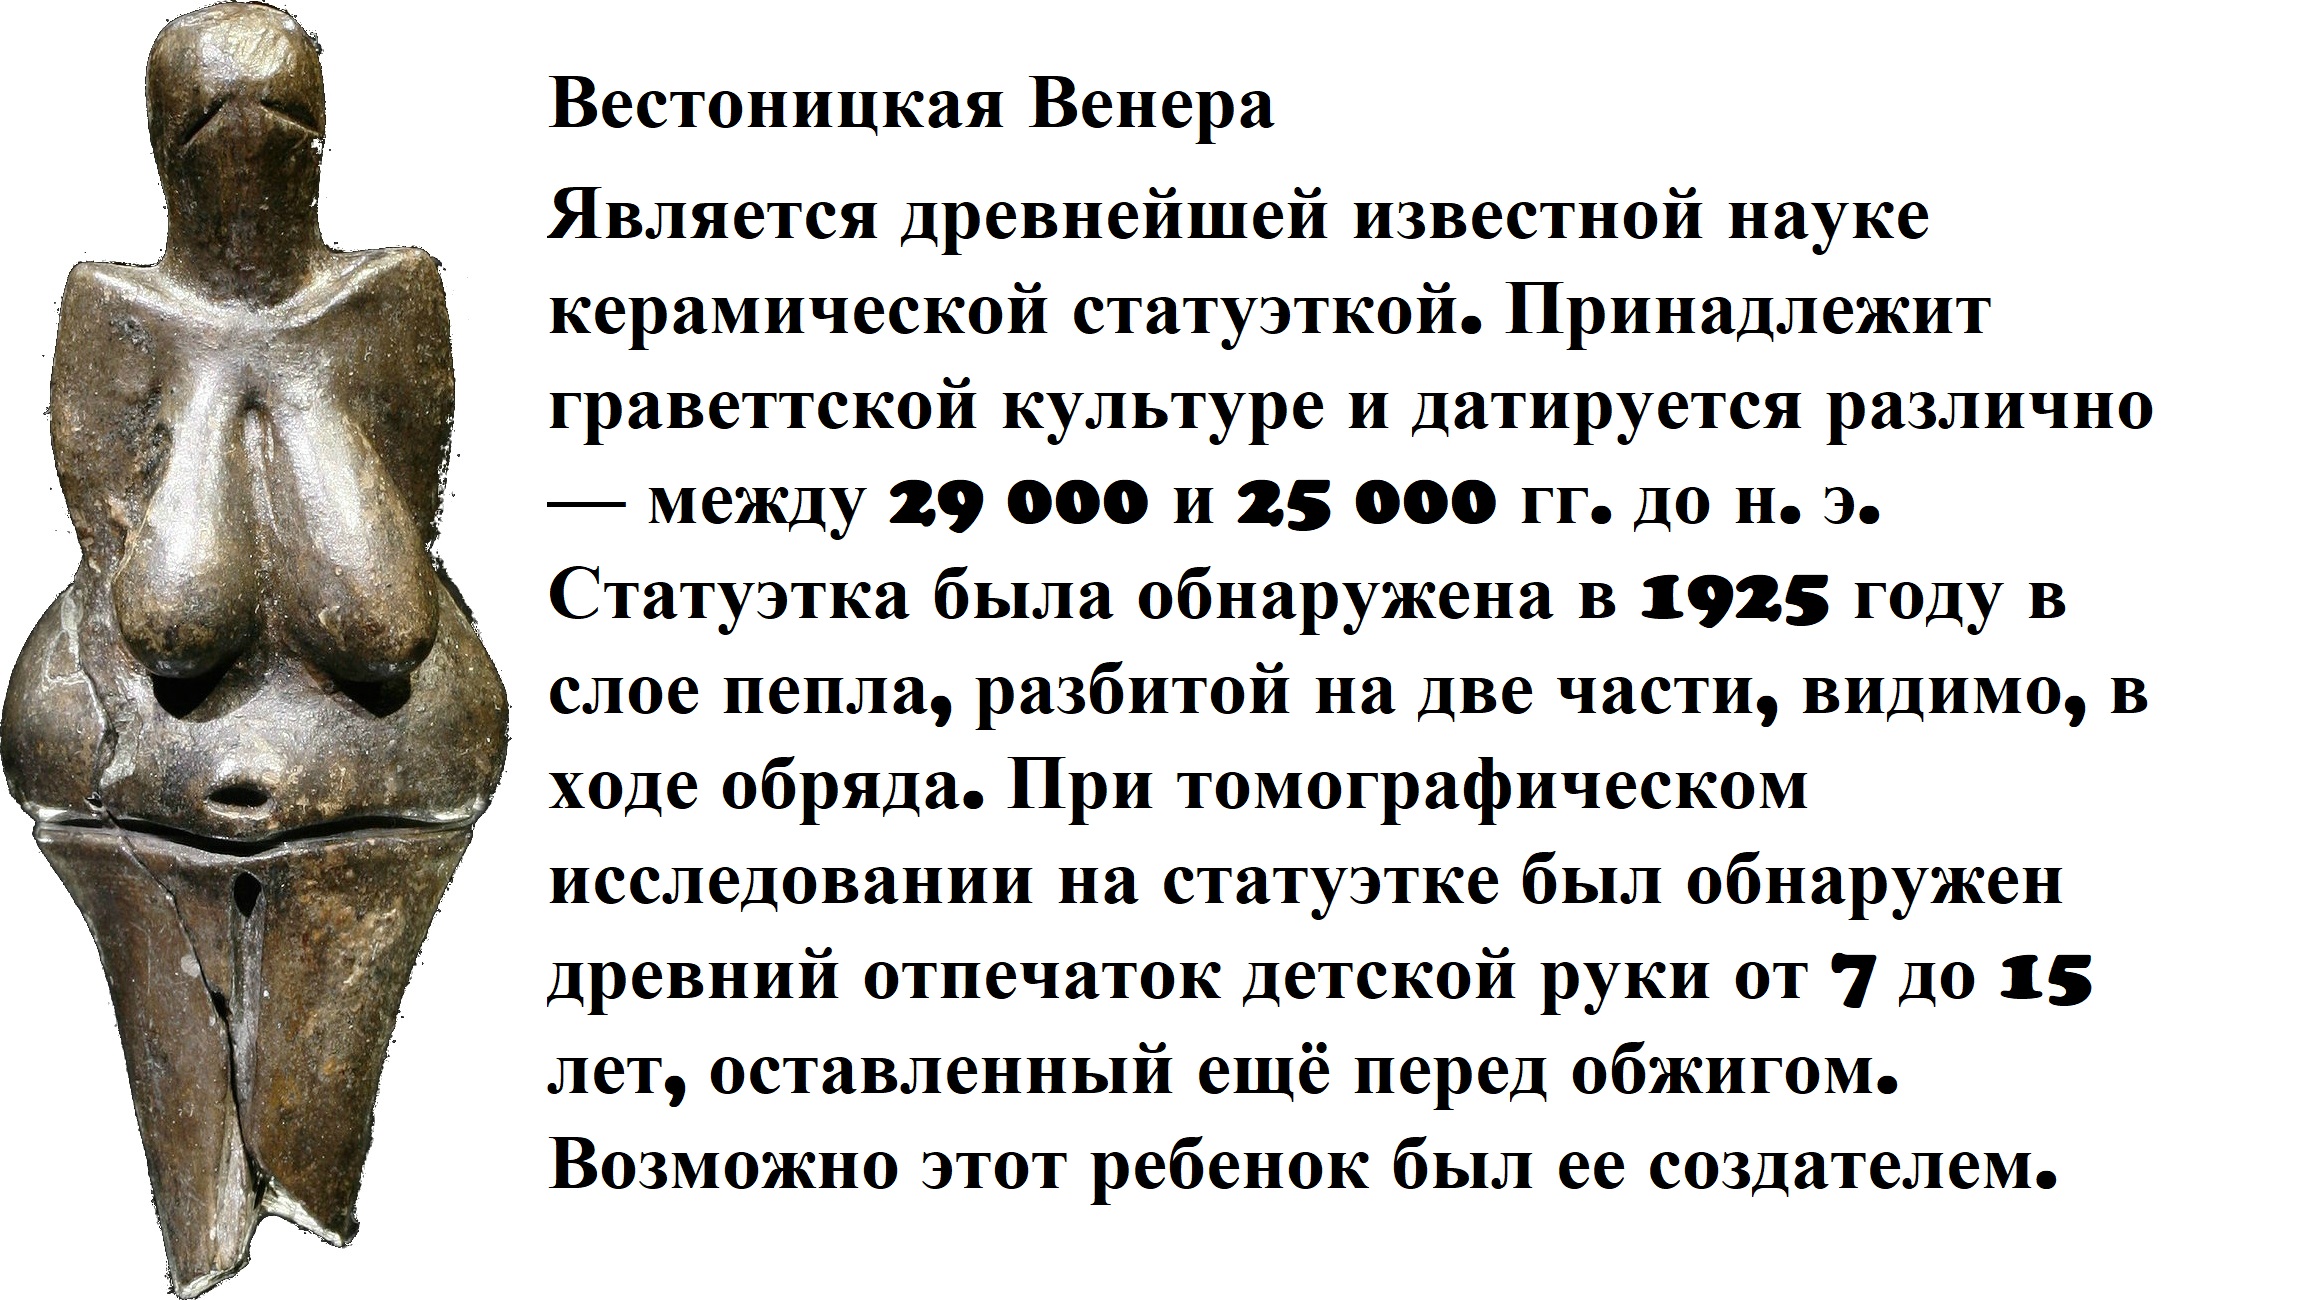 Вестоницкая Венера
Является древнейшей известной науке
керамической статуэткой. Принадлежит
граветтской культуре и датируется различно
— между 29 000 и 25 000 гг. до н. э.
Статуэтка была обнаружена в 1925 году в
слое пепла, разбитой на две части, видимо, в
ходе обряда. При томографическом
исследовании на статуэтке был обнаружен
древний отпечаток детской руки от 7 до 15
лет, оставленный ещё перед обжигом.
Возможно этот ребенок был ее создателем.